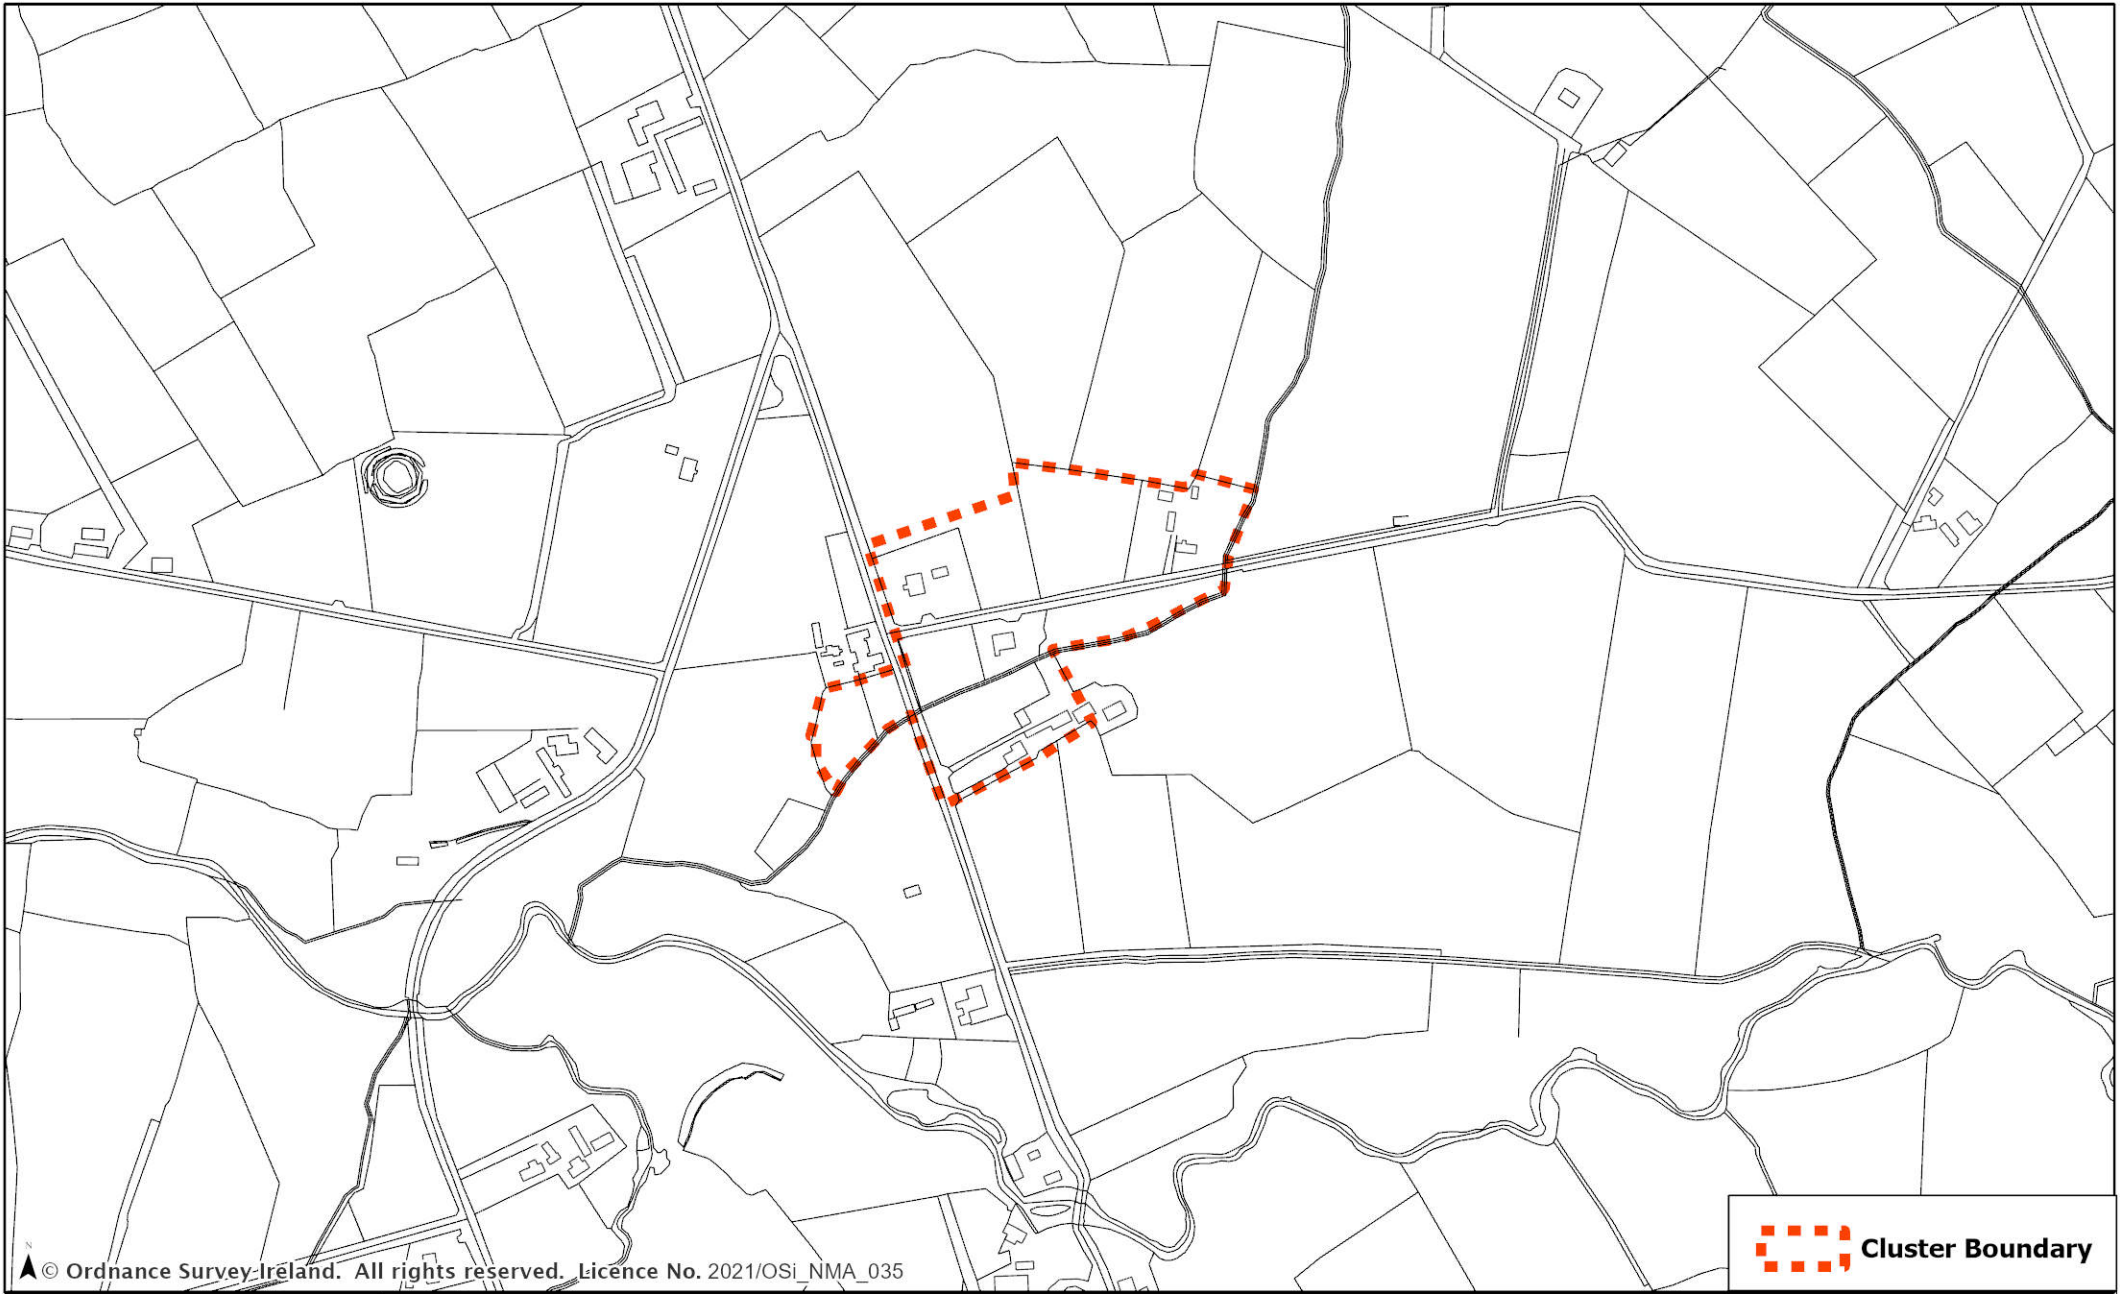 Cluster Boundary
N
© Ordnance Survey Ireland. All rights reserved. Licence No. 2021/OSi_NMA_035